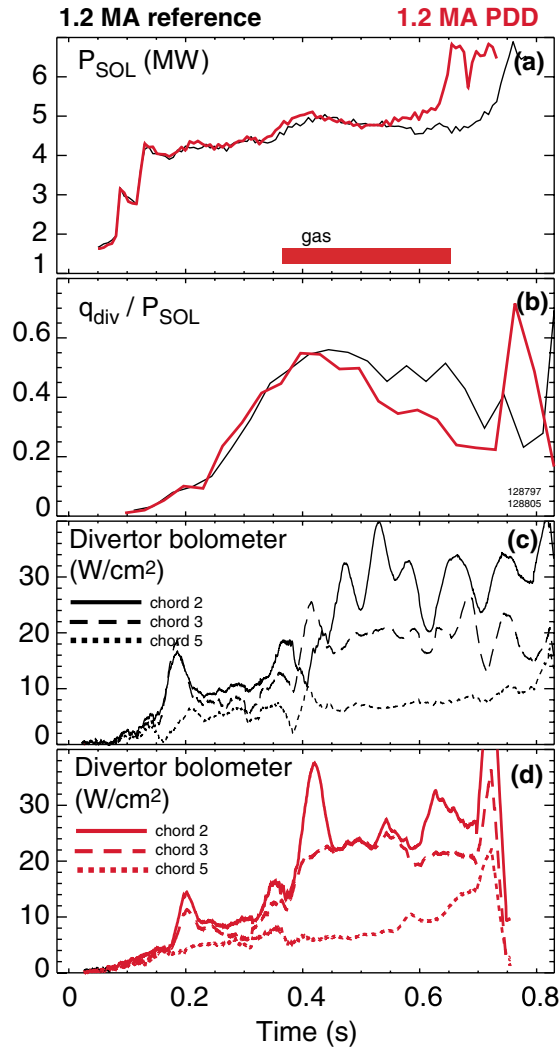 1.2 MA reference 1.2 MA PDD
P_SOL (MW) (a)
6
5
4
3
2
1
gas
q_div / P_SOL (b)
0.6
0.4
0.2
0
128797
128805
Divertor bolometer (c)
(W/cm²)
30
20
10
0
chord 2
chord 3
chord 5
Divertor bolometer (d)
(W/cm²)
30
20
10
0
chord 2
chord 3
chord 5
0 0.2 0.4 0.6 0.8
Time (s)